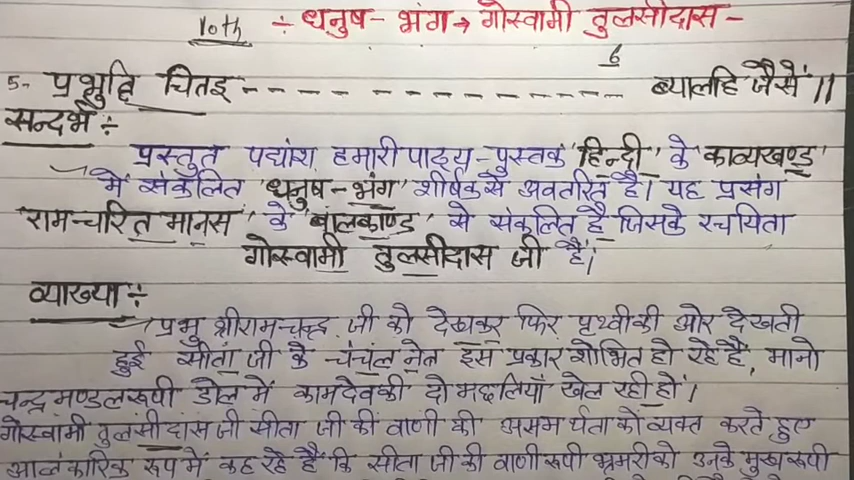 10th ÷ धनुष - भंग → गोस्वामी तुलसीदास -
6
5- प्रभुहि चितइ - - - - - - - - - - - - - - - - - - ब्यालहि जैसें ॥
सन्दर्भ ÷
प्रस्तुत पद्यांश हमारी पाठ्य-पुस्तक 'हिन्दी' के काव्यखण्ड
में संकलित 'धनुष-भंग' शीर्षक से अवतरित है। यह प्रसंग
रामचरित मानस' के 'बालकाण्ड' से संकलित है जिसके रचयिता
गोस्वामी तुलसीदास जी हैं।
व्याख्या ÷
प्रभु श्रीरामचन्द्र जी को देखकर फिर पृथ्वी की ओर देखती
हुई सीता जी के चंचल नेत्र इस प्रकार शोभित हो रहे हैं, मानो
चन्द्रमण्डलरूपी डोल में कामदेव की दो मछलियाँ खेल रही हों।
गोस्वामी तुलसीदास जी सीता जी की वाणी की असमर्थता को व्यक्त करते हुए
आलंकारिक रूप में कह रहे हैं कि सीता जी की वाणी रूपी भ्रमरी को उनके मुख रूपी